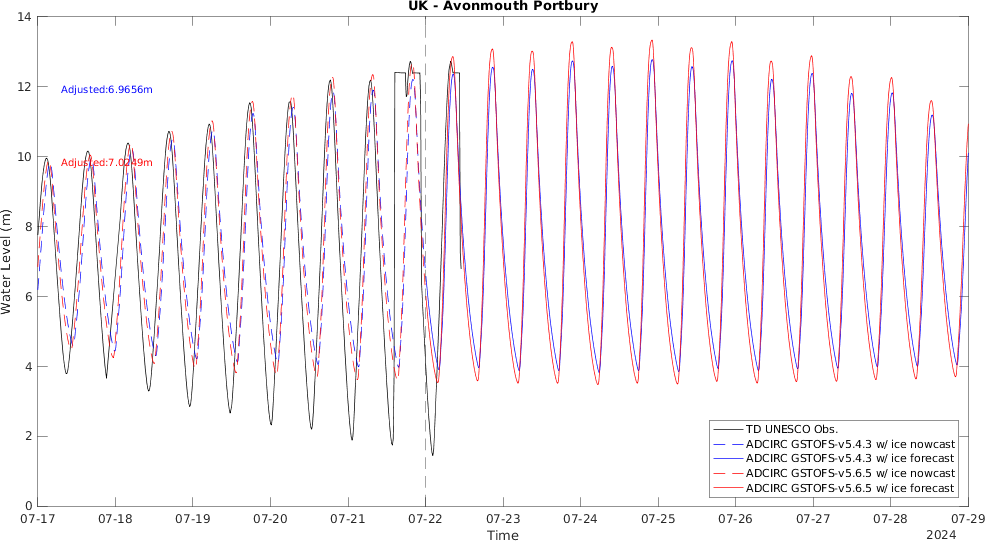 UK - Avonmouth Portbury
14
12
10
8
6
4
2
0
Water Level (m)
Adjusted:6.9656m
Adjusted:7.0249m
TD UNESCO Obs.
ADCIRC GSTOFS-v5.4.3 w/ ice nowcast
ADCIRC GSTOFS-v5.4.3 w/ ice forecast
ADCIRC GSTOFS-v5.6.5 w/ ice nowcast
ADCIRC GSTOFS-v5.6.5 w/ ice forecast
07-17 07-18 07-19 07-20 07-21 07-22 07-23 07-24 07-25 07-26 07-27 07-28 07-29
Time
2024